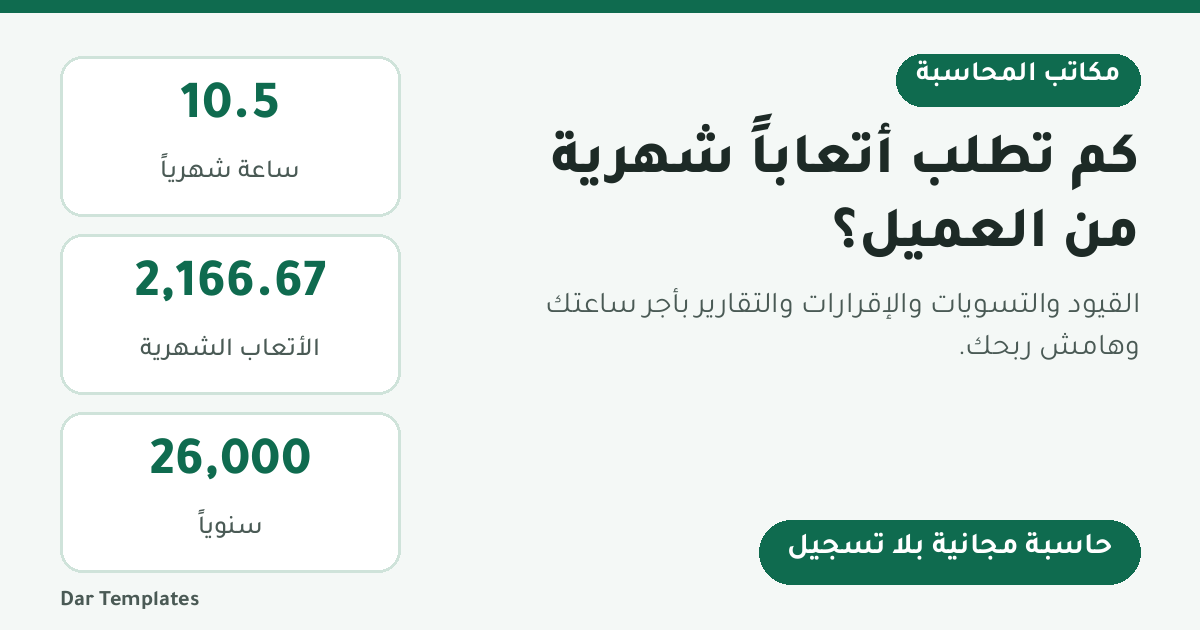 مكاتب المحاسبة
كم تطلب أتعاباً شهرية
من العميل؟
القيود والتسويات والإقرارات والتقارير بأجر ساعتك
وهامش ربحك.
حاسبة مجانية بلا تسجيل
10.5
ساعة شهرياً
2,166.67
الأتعاب الشهرية
26,000
سنوياً
Dar Templates